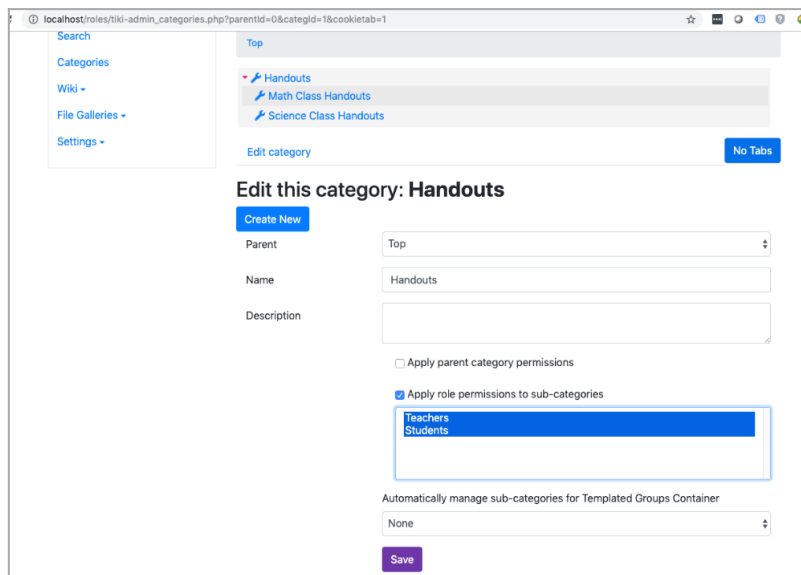 localhost/roles/tiki-admin_categories.php?parentId=0&categId=1&cookietab=1
Search
Categories
Wiki
File Galleries
Settings
Top
Handouts
Math Class Handouts
Science Class Handouts
Edit category
No Tabs
Edit this category: Handouts
Create New
Parent
Top
Name
Handouts
Description
Apply parent category permissions
Apply role permissions to sub-categories
Teachers
Students
Automatically manage sub-categories for Templated Groups Container
None
Save